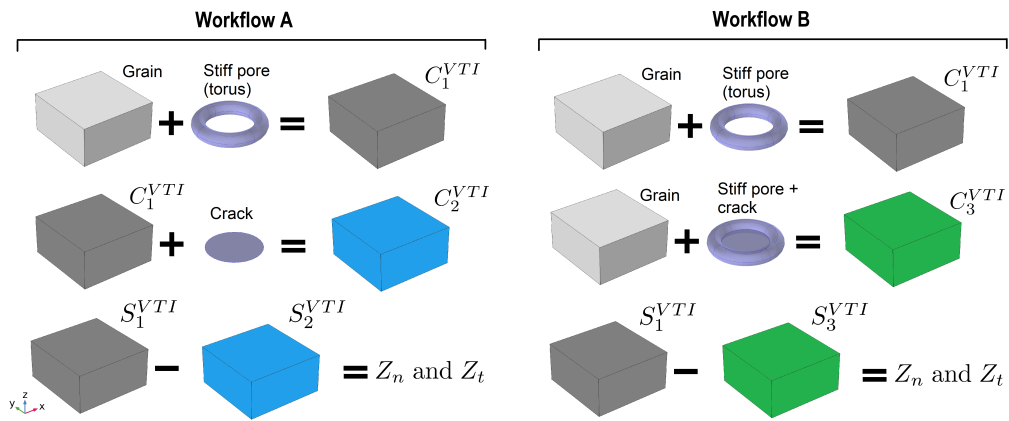 Workflow A
Grain
Stiff pore
(torus)
C_1^{VTI}
+
=
C_1^{VTI}
Crack
C_2^{VTI}
+
=
S_1^{VTI}
S_2^{VTI}
−
= Z_n and Z_t
z
y
x
Workflow B
Grain
Stiff pore
(torus)
C_1^{VTI}
+
=
Grain
Stiff pore +
crack
C_3^{VTI}
+
=
S_1^{VTI}
S_3^{VTI}
−
= Z_n and Z_t